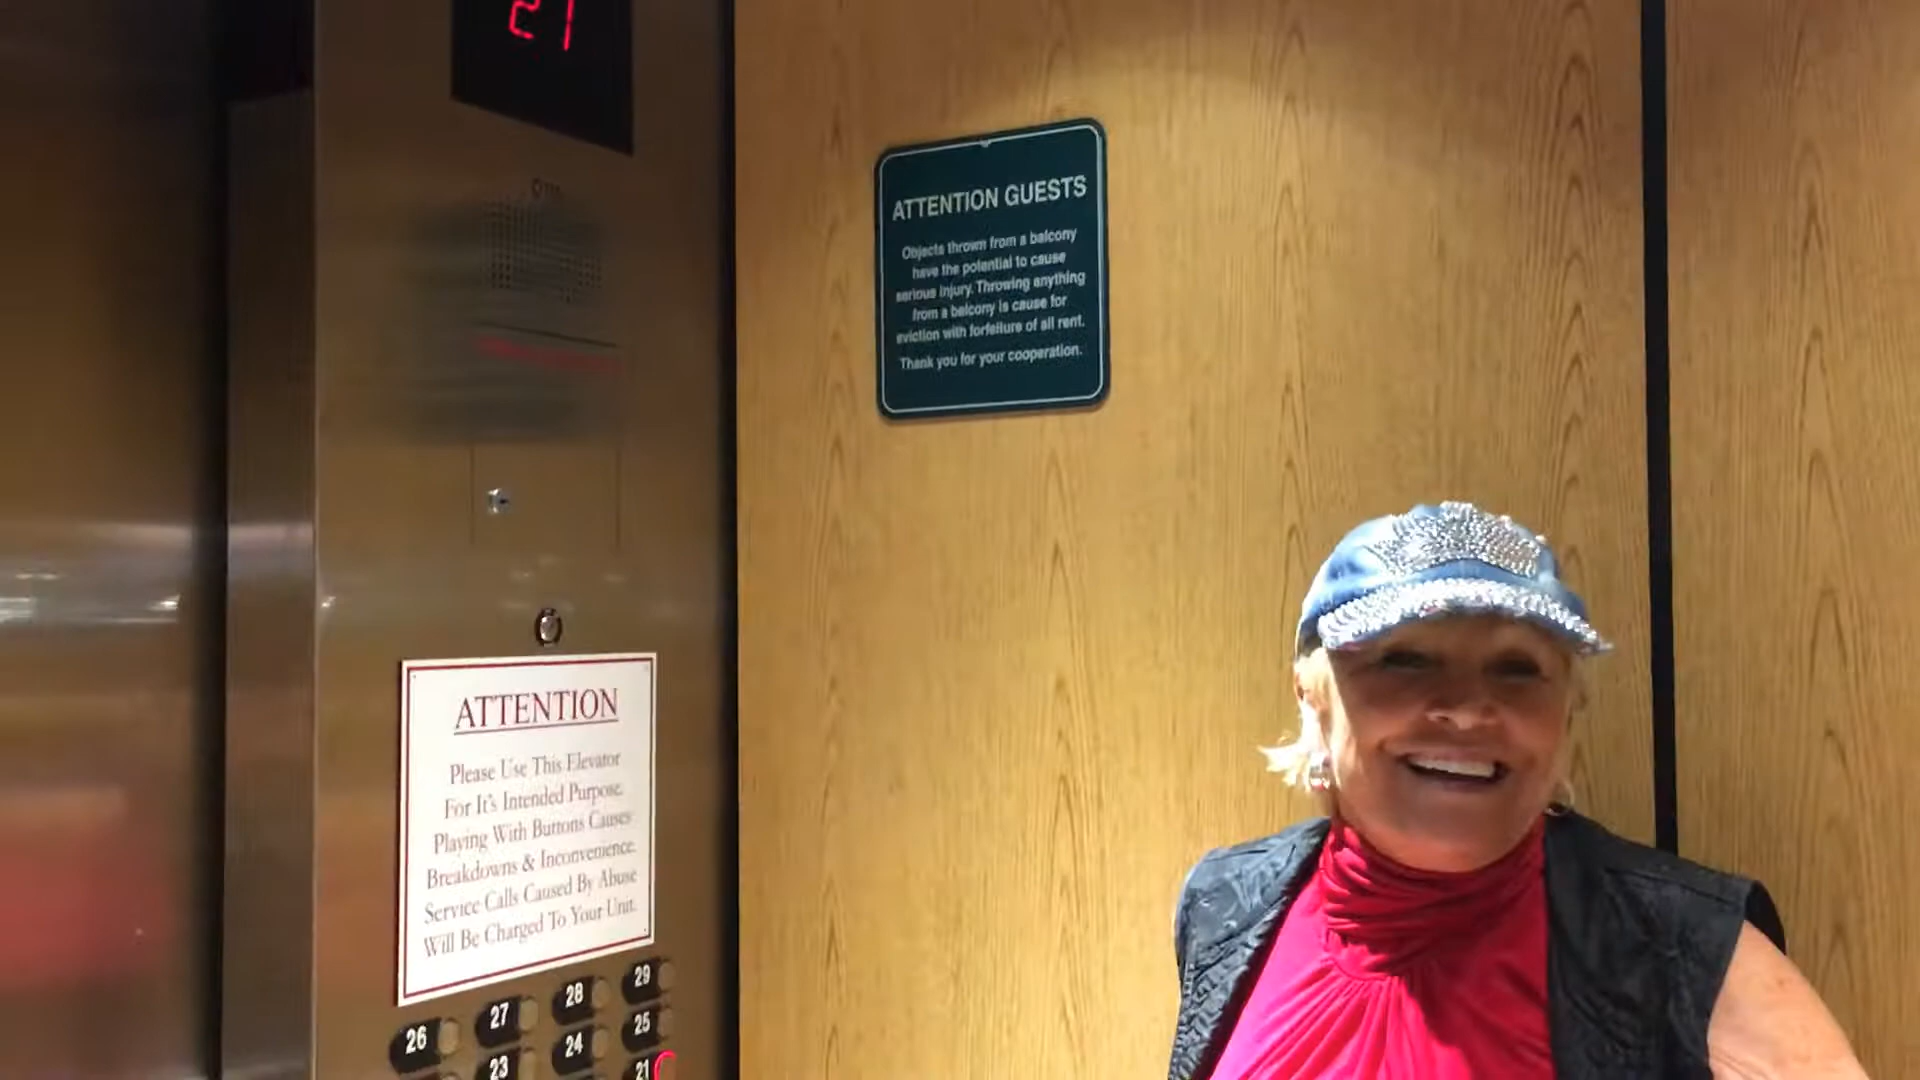 21
ATTENTION GUESTS
Objects thrown from a balcony
have the potential to cause
serious injury. Throwing anything
from a balcony is cause for
eviction with forfeiture of all rent.
Thank you for your cooperation.
ATTENTION
Please Use This Elevator
For It's Intended Purpose.
Playing With Buttons Causes
Breakdowns & Inconvenience.
Service Calls Caused By Abuse
Will Be Charged To Your Unit.
26 27 28 29
23 24 25
21